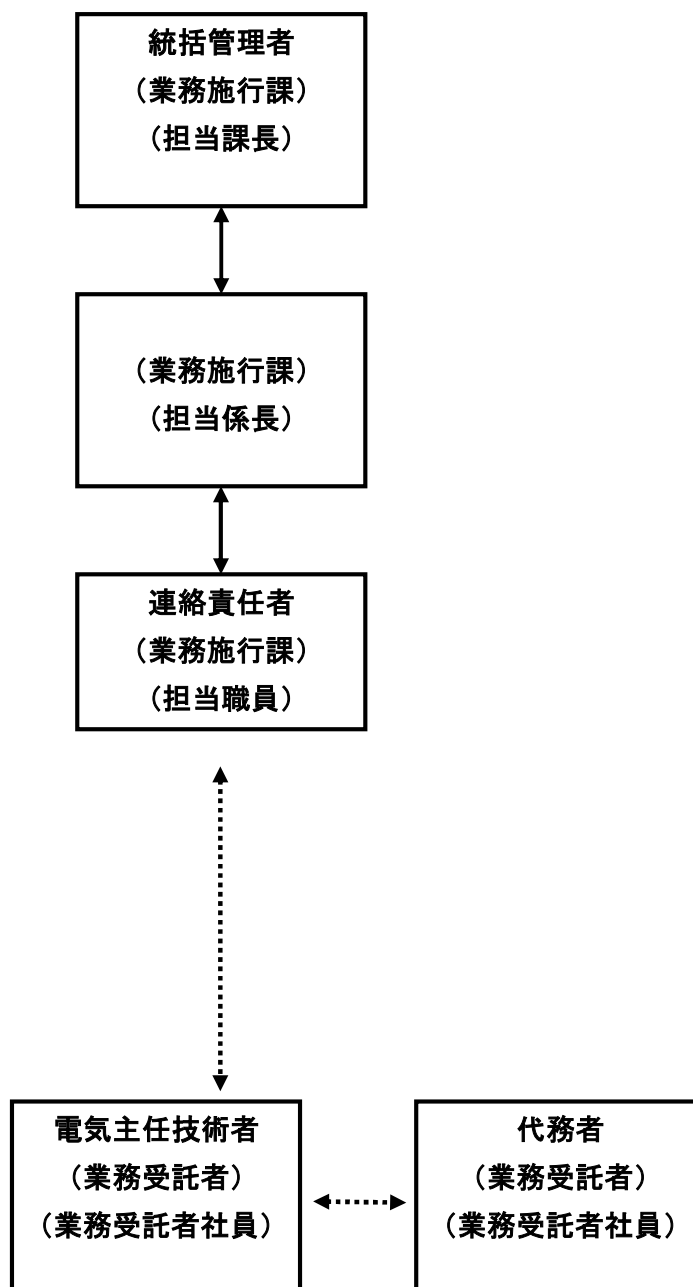 統括管理者
（業務施行課）
（担当課長）
（業務施行課）
（担当係長）
連絡責任者
（業務施行課）
（担当職員）
電気主任技術者
（業務受託者）
（業務受託者社員）
代務者
（業務受託者）
（業務受託者社員）